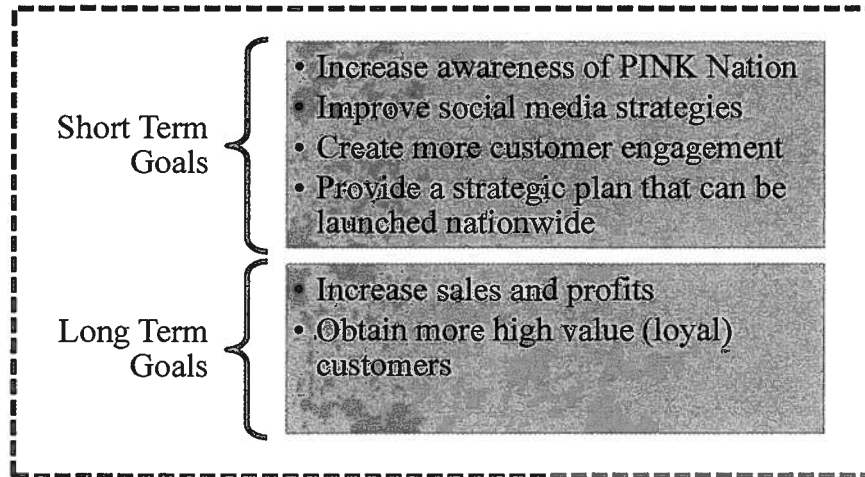 Short Term
Goals
• Increase awareness of PINK Nation
• Improve social media strategies
• Create more customer engagement
• Provide a strategic plan that can be
launched nationwide
Long Term
Goals
• Increase sales and profits
• Obtain more high value (loyal)
customers